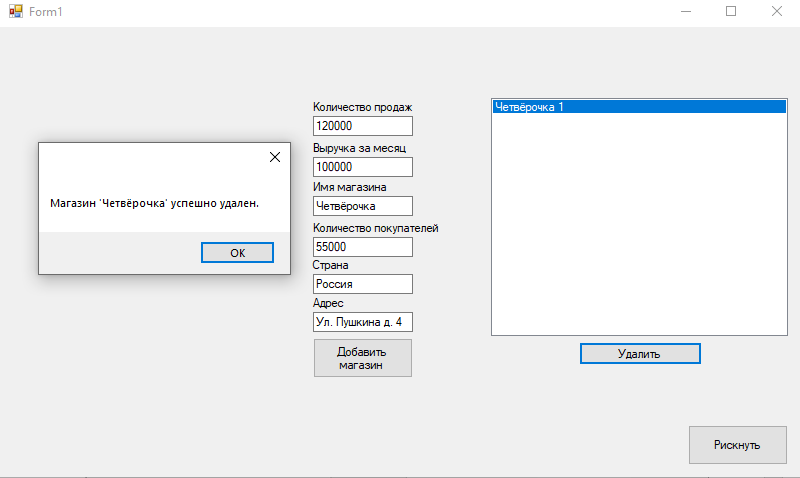 Form1
Магазин 'Четвёрочка' успешно удален.
OK
Количество продаж
120000
Выручка за месяц
100000
Имя магазина
Четвёрочка
Количество покупателей
55000
Страна
Россия
Адрес
Ул. Пушкина д. 4
Добавить
магазин
Четвёрочка 1
Удалить
Рискнуть